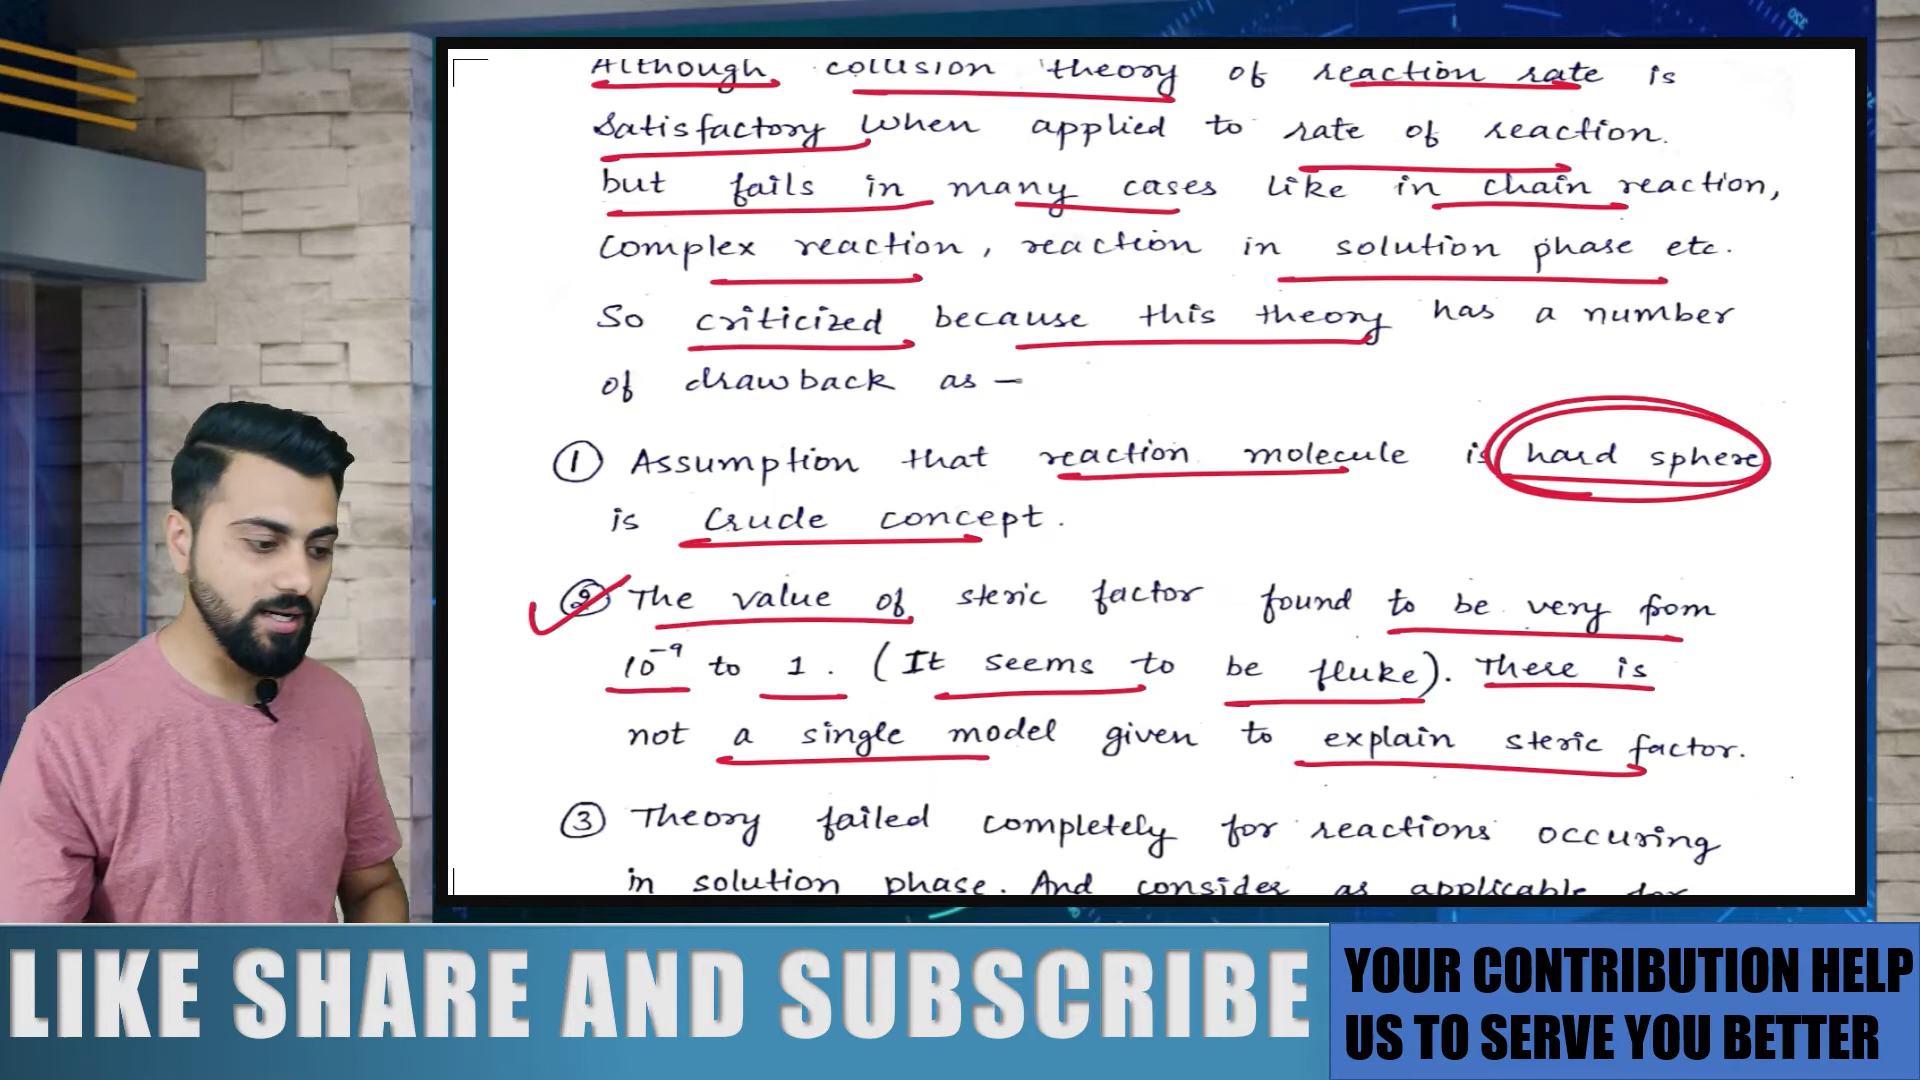 Although collision theory of reaction rate is
Satisfactory when applied to rate of reaction.
but fails in many cases like in chain reaction,
Complex reaction, reaction in solution phase etc.
So criticized because this theory has a number
of drawback as —
① Assumption that reaction molecule is hard sphere
is Crude concept.
② The value of steric factor found to be very from
10⁻⁹ to 1. (It seems to be fluke). There is
not a single model given to explain steric factor.
③ Theory failed completely for reactions occuring
in solution phase. And consider as applicable for
LIKE SHARE AND SUBSCRIBE
YOUR CONTRIBUTION HELP
US TO SERVE YOU BETTER